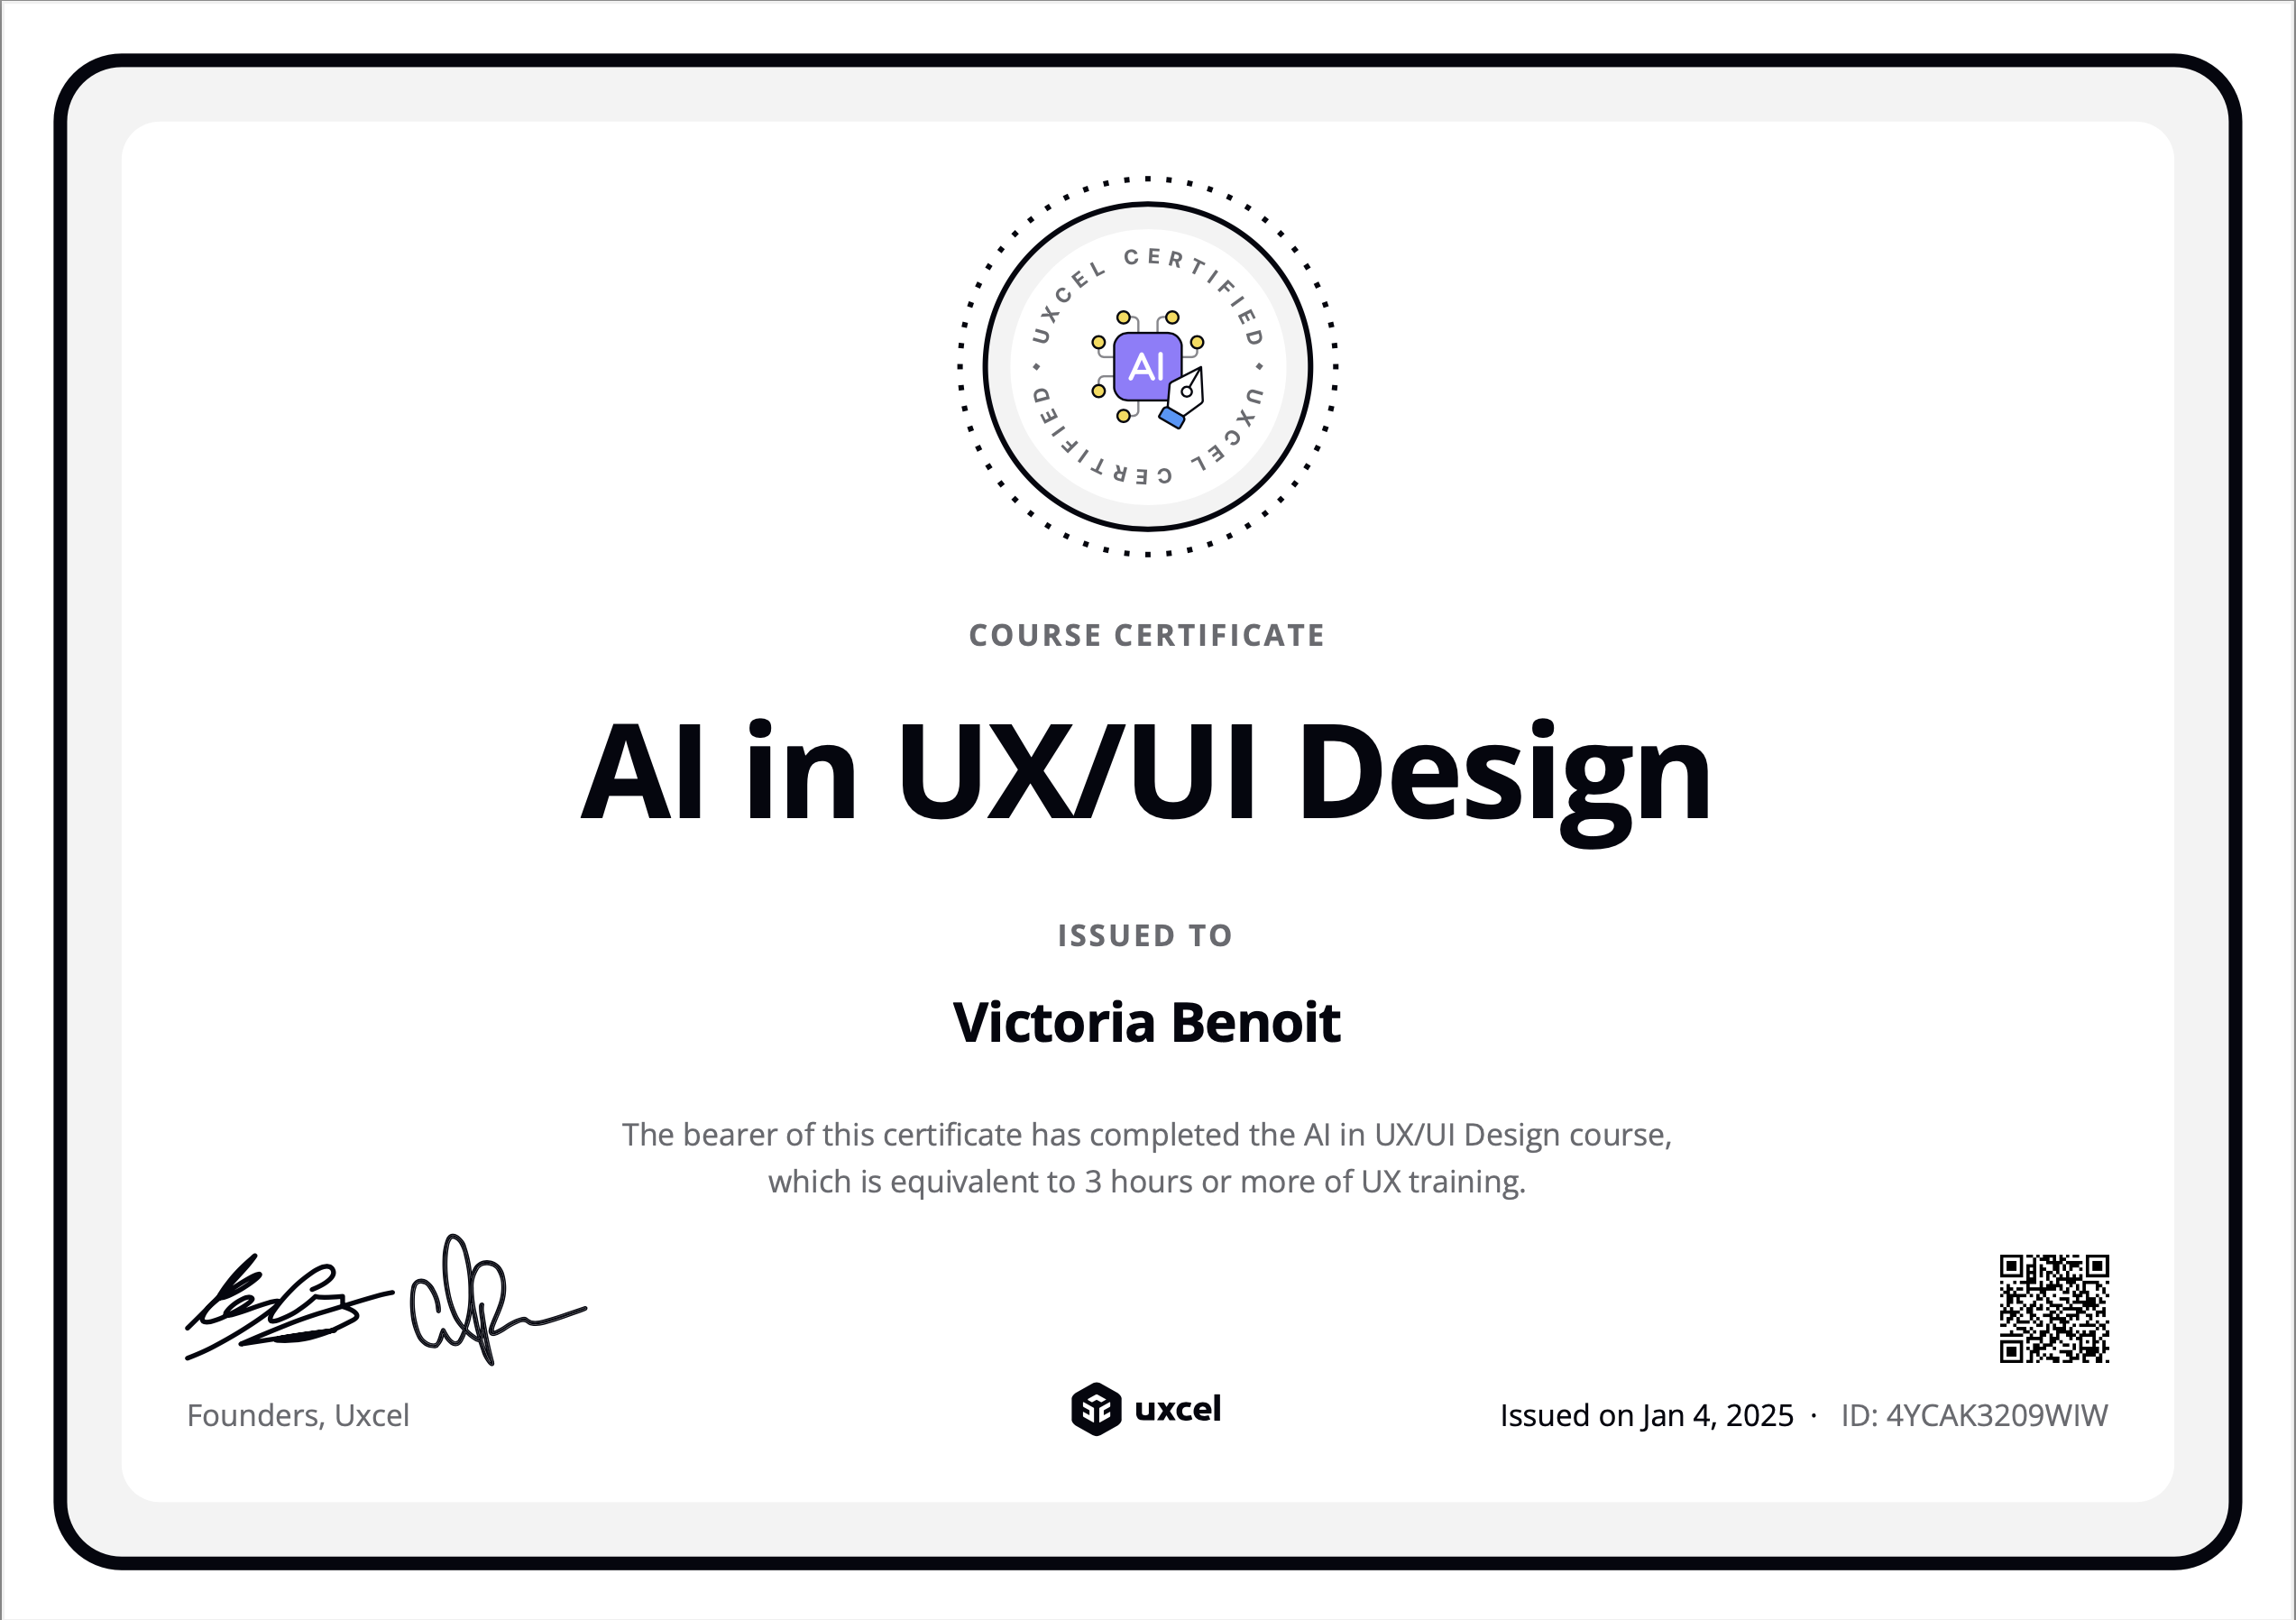 UXCEL CERTIFIED · UXCEL CERTIFIED ·
AI
COURSE CERTIFICATE
AI in UX/UI Design
ISSUED TO
Victoria Benoit
The bearer of this certificate has completed the AI in UX/UI Design course,
which is equivalent to 3 hours or more of UX training.
Founders, Uxcel
uxcel
Issued on Jan 4, 2025 · ID: 4YCAK3209WIW